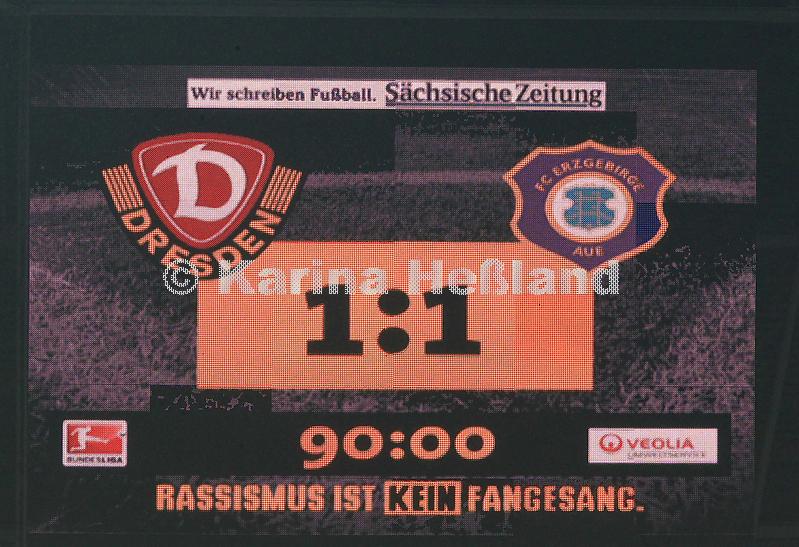 Wir schreiben Fußball. Sächsische Zeitung
D
DRESDEN
FC ERZGEBIRGE
AUE
© Karina Heßland
1:1
90:00
BUNDESLIGA
VEOLIA
UMWELTSERVICE
RASSISMUS IST KEIN FANGESANG.